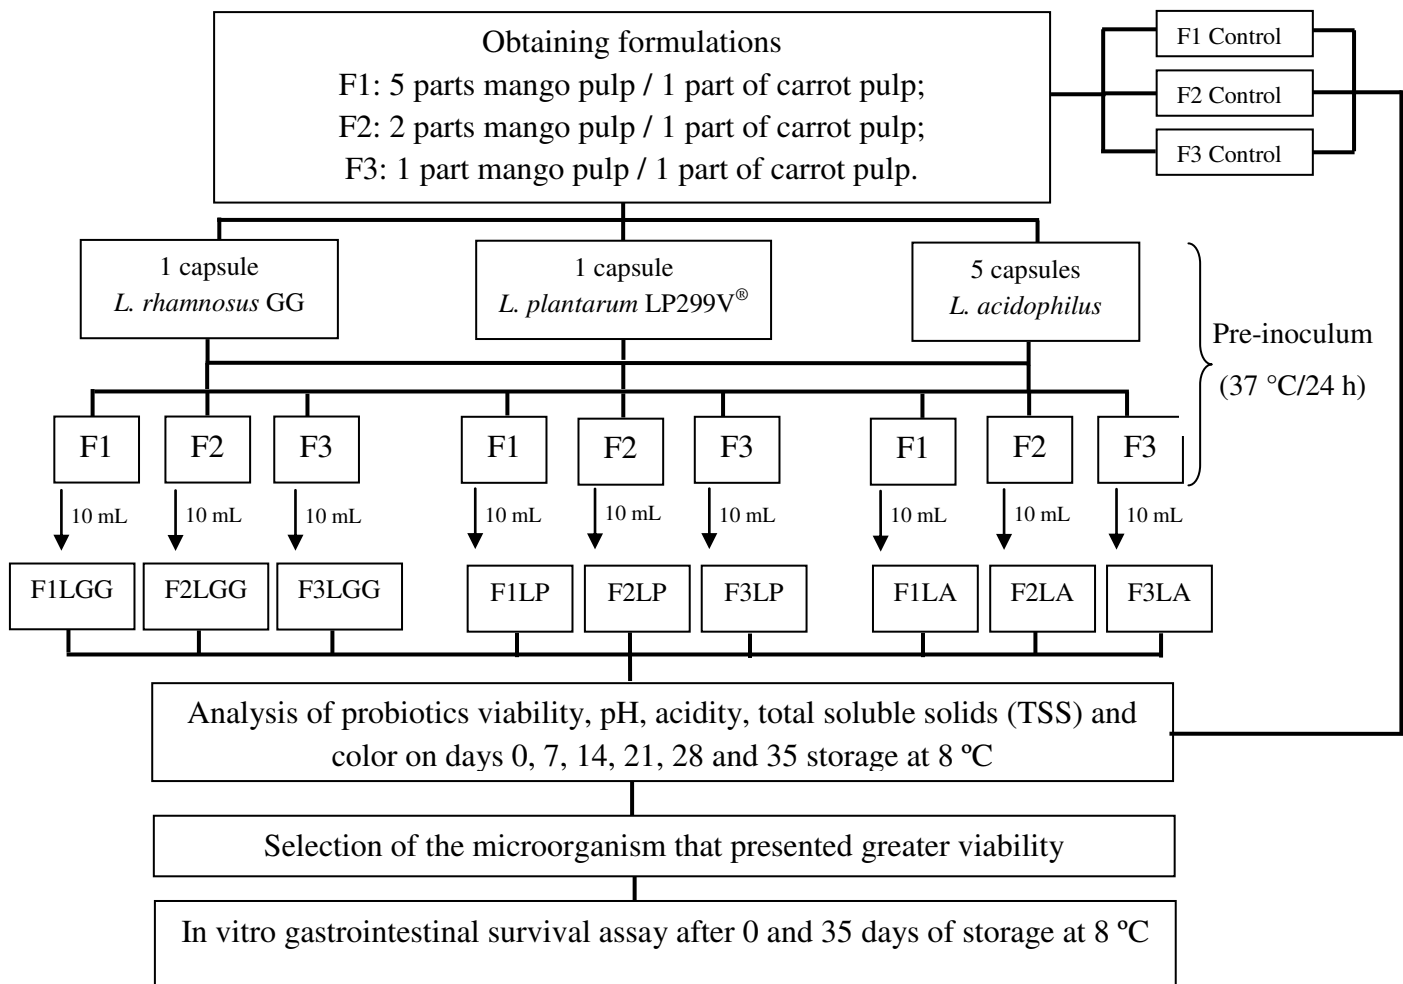 Obtaining formulations
F1: 5 parts mango pulp / 1 part of carrot pulp;
F2: 2 parts mango pulp / 1 part of carrot pulp;
F3: 1 part mango pulp / 1 part of carrot pulp.
F1 Control
F2 Control
F3 Control
1 capsule
L. rhamnosus GG
1 capsule
L. plantarum LP299V®
5 capsules
L. acidophilus
Pre-inoculum
(37 °C/24 h)
F1
F2
F3
F1
F2
F3
F1
F2
F3
10 mL
10 mL
10 mL
10 mL
10 mL
10 mL
10 mL
10 mL
10 mL
F1LGG
F2LGG
F3LGG
F1LP
F2LP
F3LP
F1LA
F2LA
F3LA
Analysis of probiotics viability, pH, acidity, total soluble solids (TSS) and
color on days 0, 7, 14, 21, 28 and 35 storage at 8 ºC
Selection of the microorganism that presented greater viability
In vitro gastrointestinal survival assay after 0 and 35 days of storage at 8 ºC